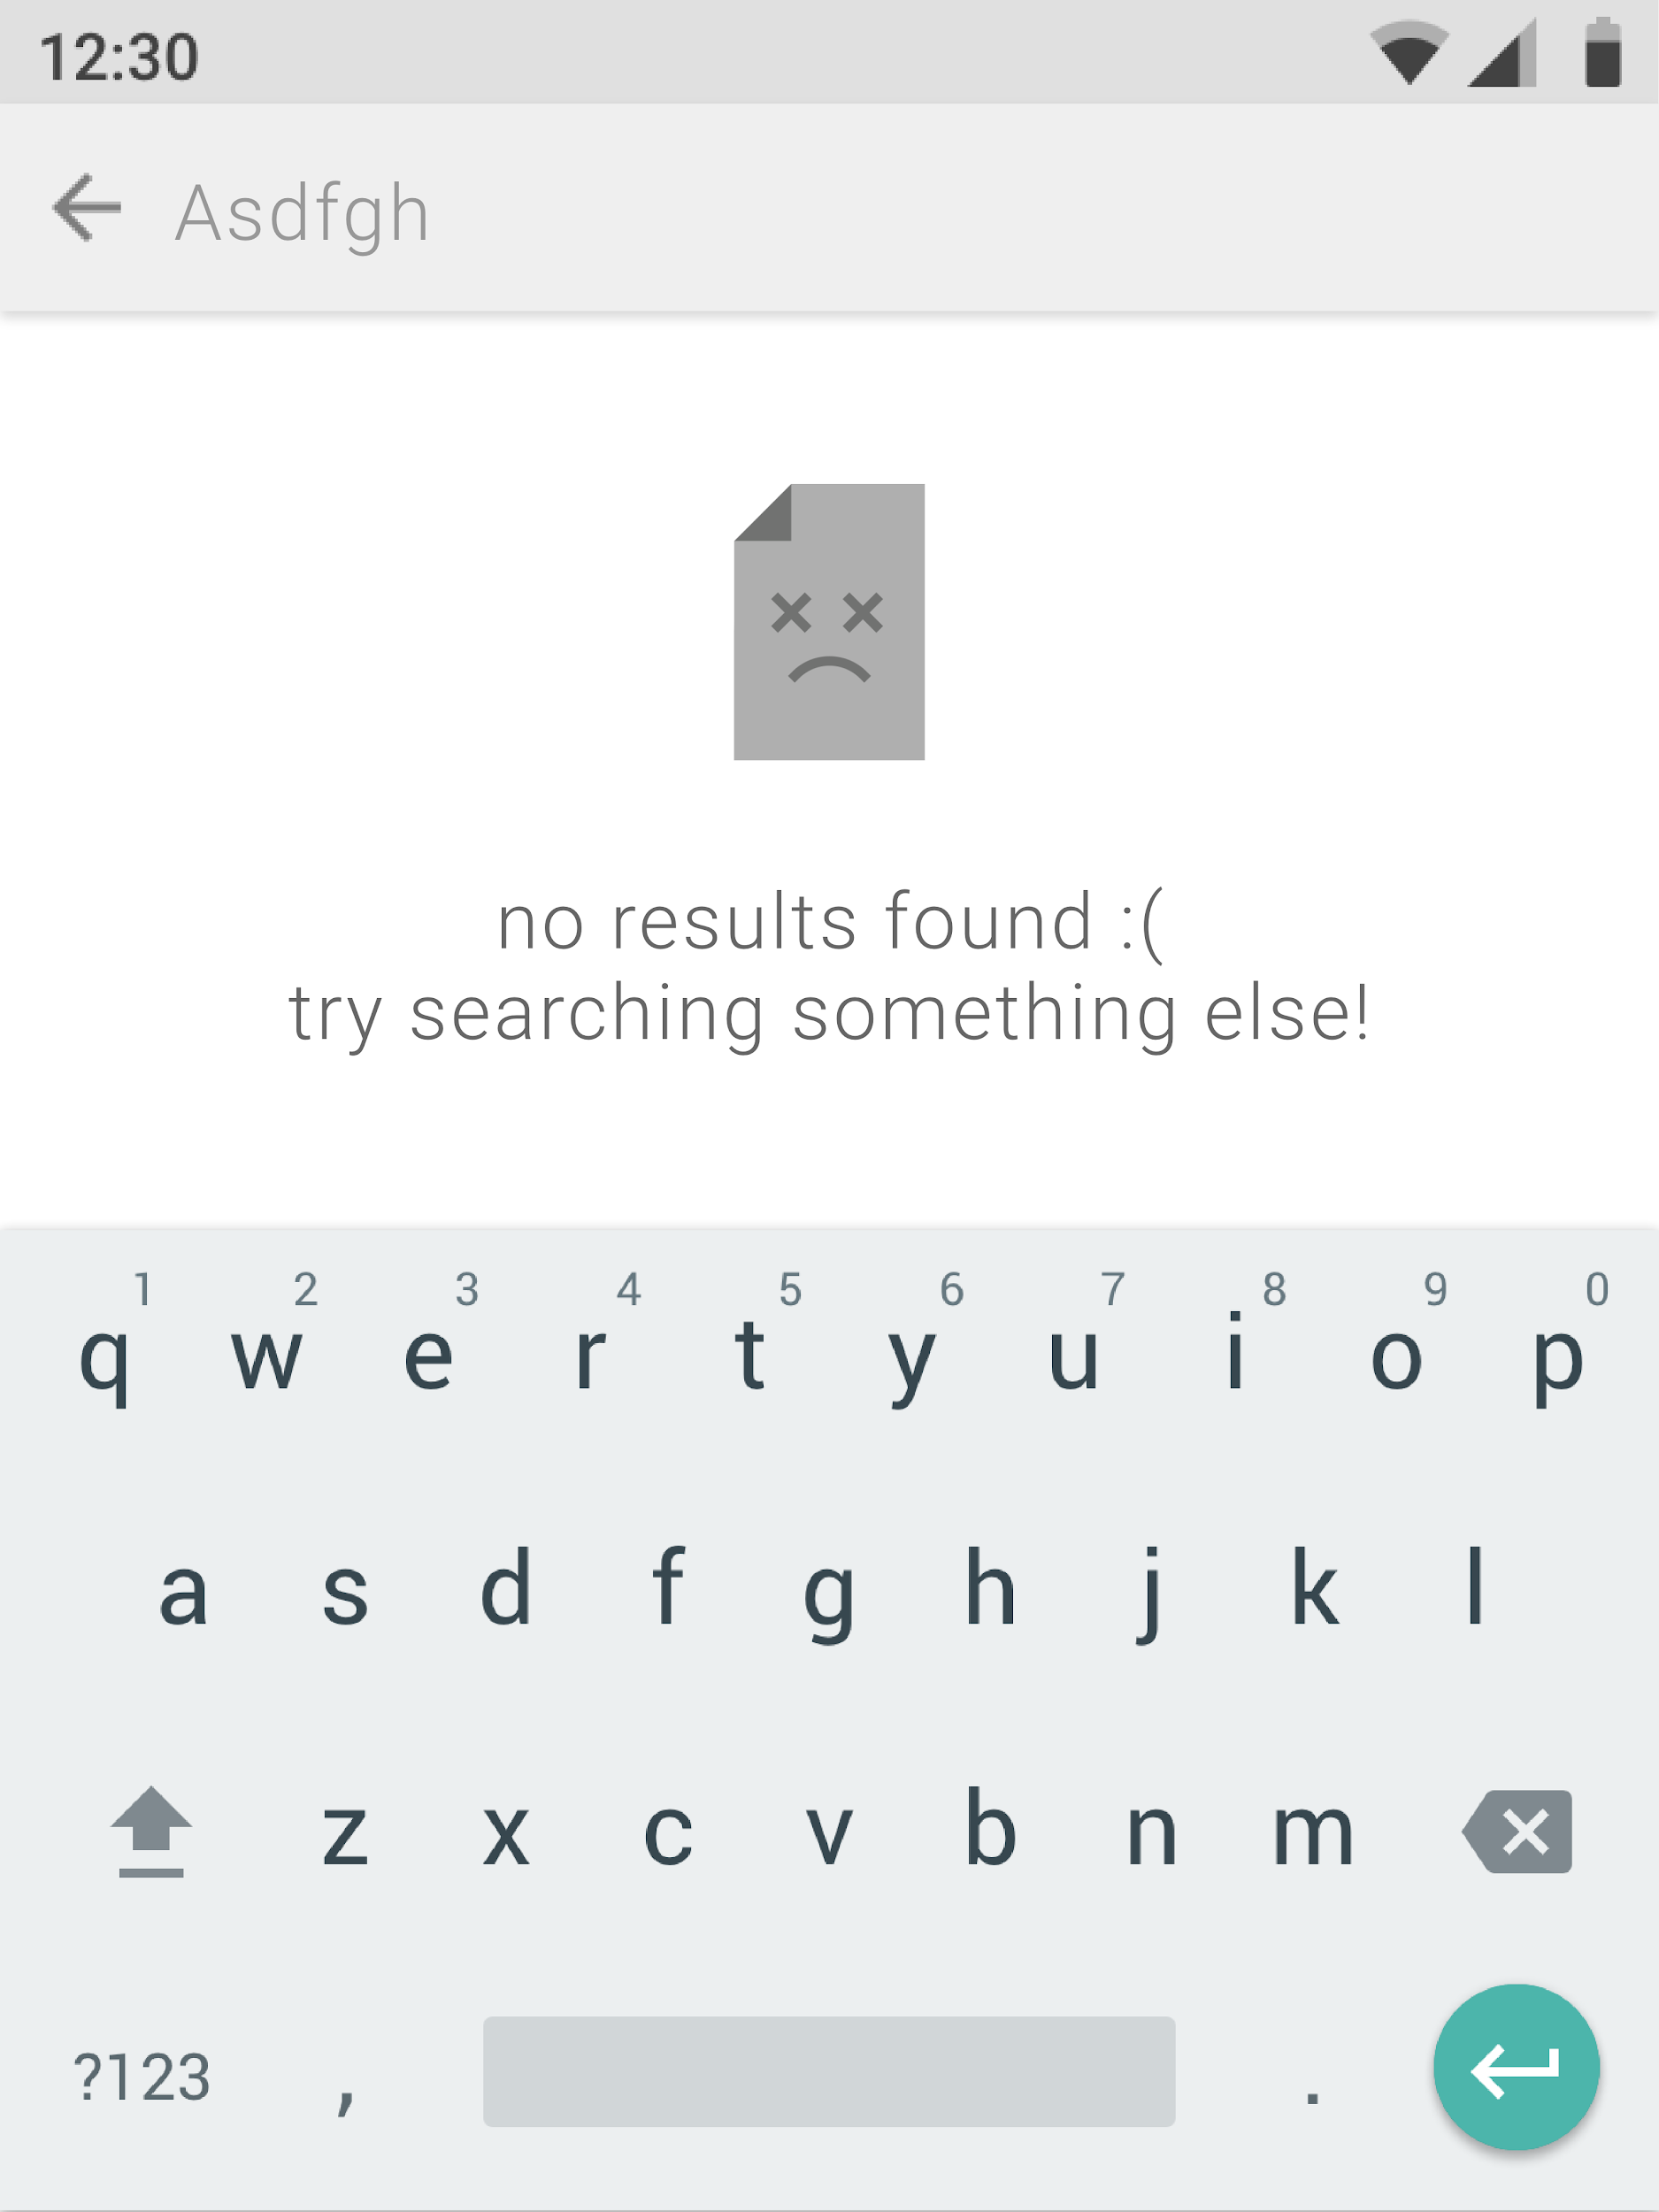 12:30
Asdfgh
no results found :(
try searching something else!
1 2 3 4 5 6 7 8 9 0
q w e r t y u i o p
a s d f g h j k l
z x c v b n m
?123 , .